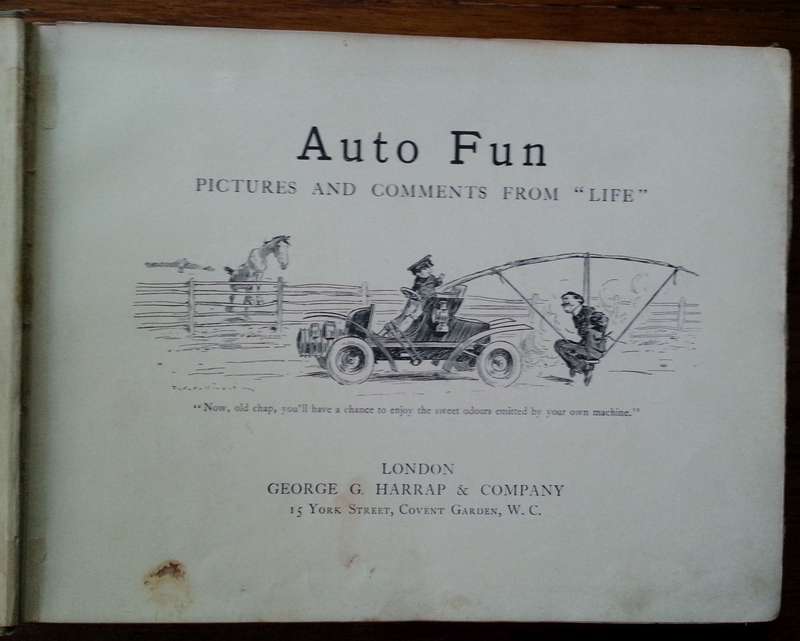 Auto Fun
PICTURES AND COMMENTS FROM "LIFE"
"Now, old chap, you'll have a chance to enjoy the sweet odours emitted by your own machine."
LONDON
GEORGE G. HARRAP & COMPANY
15 YORK STREET, COVENT GARDEN, W. C.